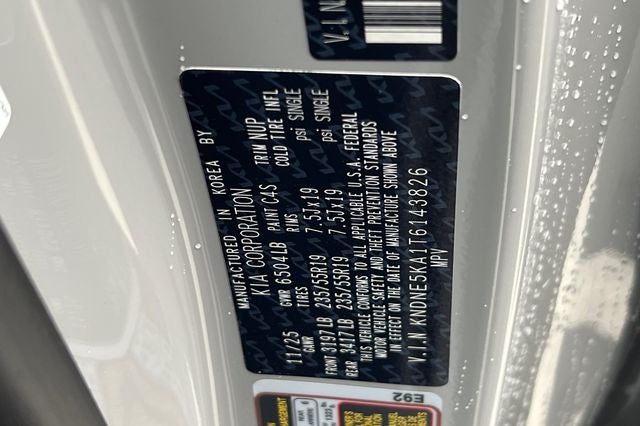 V.I.N
MANUFACTURED IN KOREA BY
KIA CORPORATION
11/25 GVWR 6504LB PAINT C4S TRIM NUP
GAWR TIRES RIMS COLD TIRE INFL
FRONT 3197LB 235/55R19 7.5Jx19 psi SINGLE
REAR 3417LB 235/55R19 7.5Jx19 psi SINGLE
THIS VEHICLE CONFORMS TO ALL APPLICABLE U.S.A. FEDERAL
MOTOR VEHICLE SAFETY AND THEFT PREVENTION STANDARDS
IN EFFECT ON THE DATE OF MANUFACTURE SHOWN ABOVE
MPV
V.I.N. KNDNE5KA1T6143826
E92
REAR